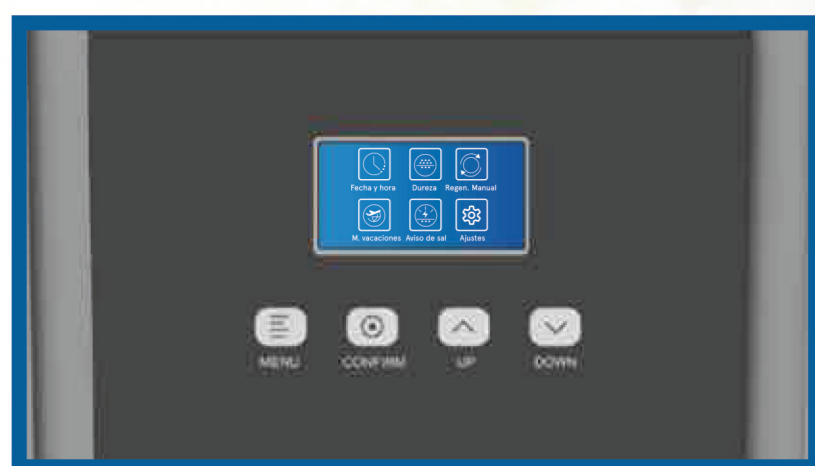 Fecha y hora Dureza Regen. Manual
M. vacaciones Aviso de sal Ajustes
MENU CONFIRM UP DOWN